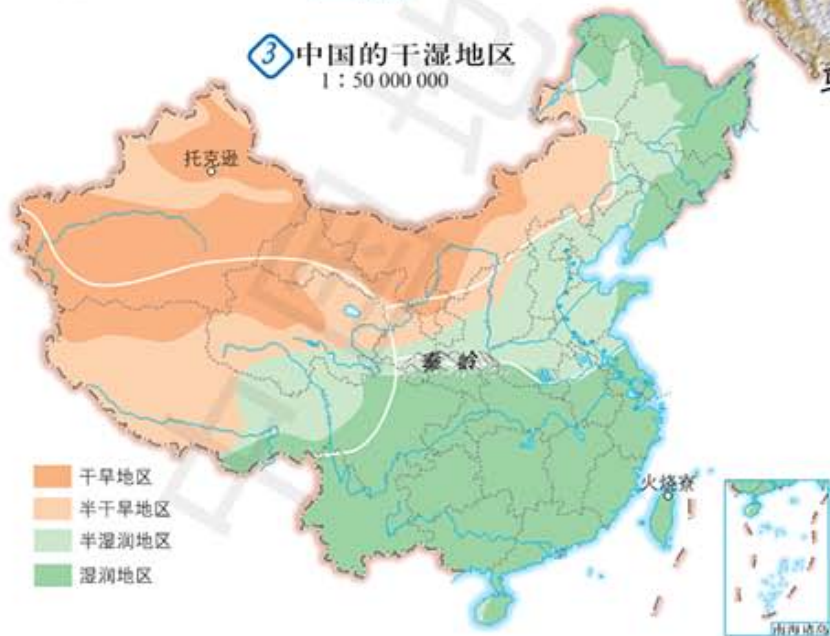 3 中国的干湿地区
1：50 000 000
托克逊
秦岭
火烧寮
干旱地区
半干旱地区
半湿润地区
湿润地区
南海诸岛